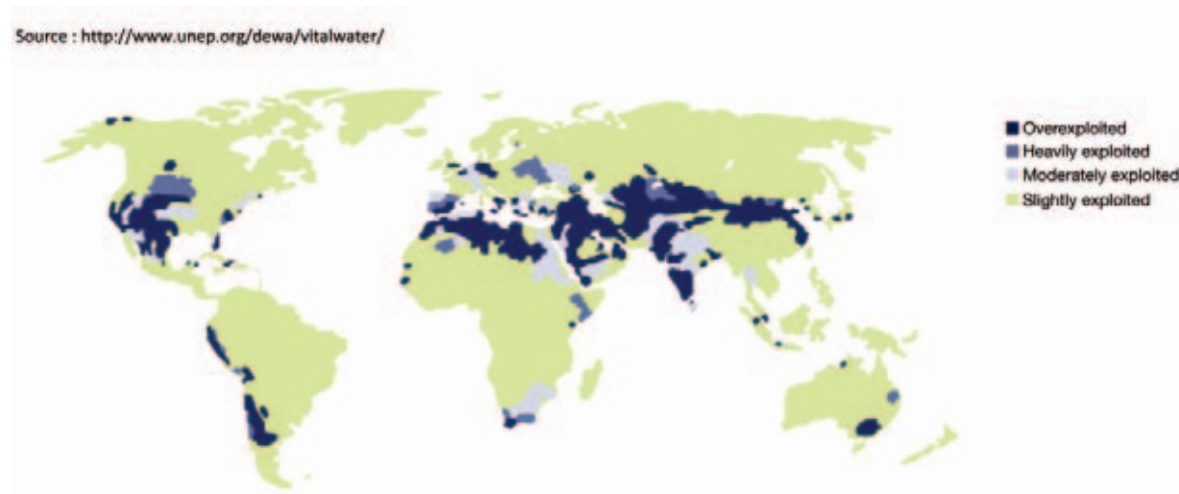 Source : http://www.unep.org/dewa/vitalwater/
Overexploited
Heavily exploited
Moderately exploited
Slightly exploited